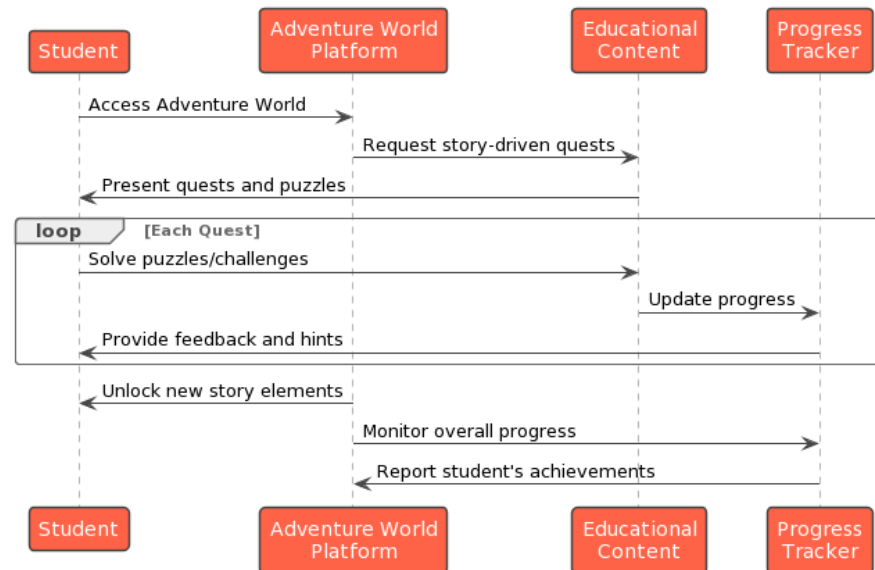 Student
Adventure World
Platform
Educational
Content
Progress
Tracker
Access Adventure World
Request story-driven quests
Present quests and puzzles
loop [Each Quest]
Solve puzzles/challenges
Update progress
Provide feedback and hints
Unlock new story elements
Monitor overall progress
Report student's achievements
Student
Adventure World
Platform
Educational
Content
Progress
Tracker